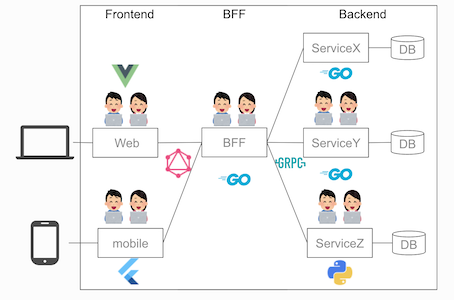 Frontend
BFF
Backend
ServiceX
DB
GO
Web
BFF
GRPC
ServiceY
DB
GO
GO
mobile
ServiceZ
DB